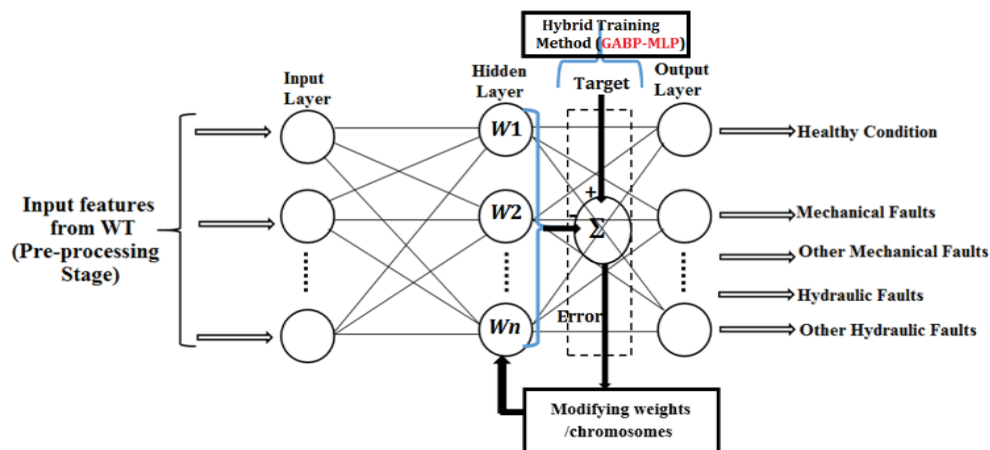 Hybrid Training
Method (GABP-MLP)
Input
Layer
Hidden
Layer
Target
Output
Layer
Input features
from WT
(Pre-processing
Stage)
W1
W2
Wn
+
-
Σ
Error
Healthy Condition
Mechanical Faults
Other Mechanical Faults
Hydraulic Faults
Other Hydraulic Faults
Modifying weights
/chromosomes